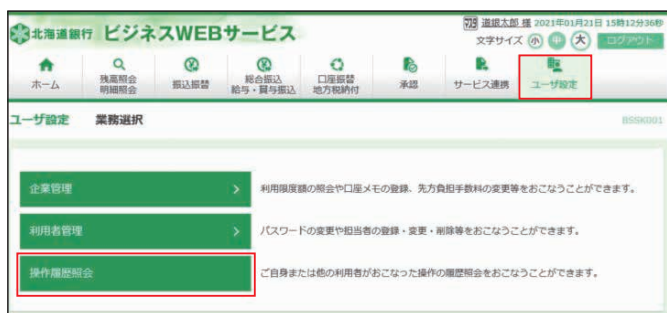 道銀太郎 様 2021年01月21日 15時12分36秒
北海道銀行 ビジネスWEBサービス
文字サイズ 小 中 大 ログアウト
ホーム
残高照会
明細照会
振込振替
総合振込
給与・賞与振込
口座振替
地方税納付
承認
サービス連携
ユーザ設定
ユーザ設定 業務選択 BSSK001
企業管理 利用限度額の照会や口座メモの登録、先方負担手数料の変更等をおこなうことができます。
利用者管理 パスワードの変更や担当者の登録・変更・削除等をおこなうことができます。
操作履歴照会 ご自身または他の利用者がおこなった操作の履歴照会をおこなうことができます。